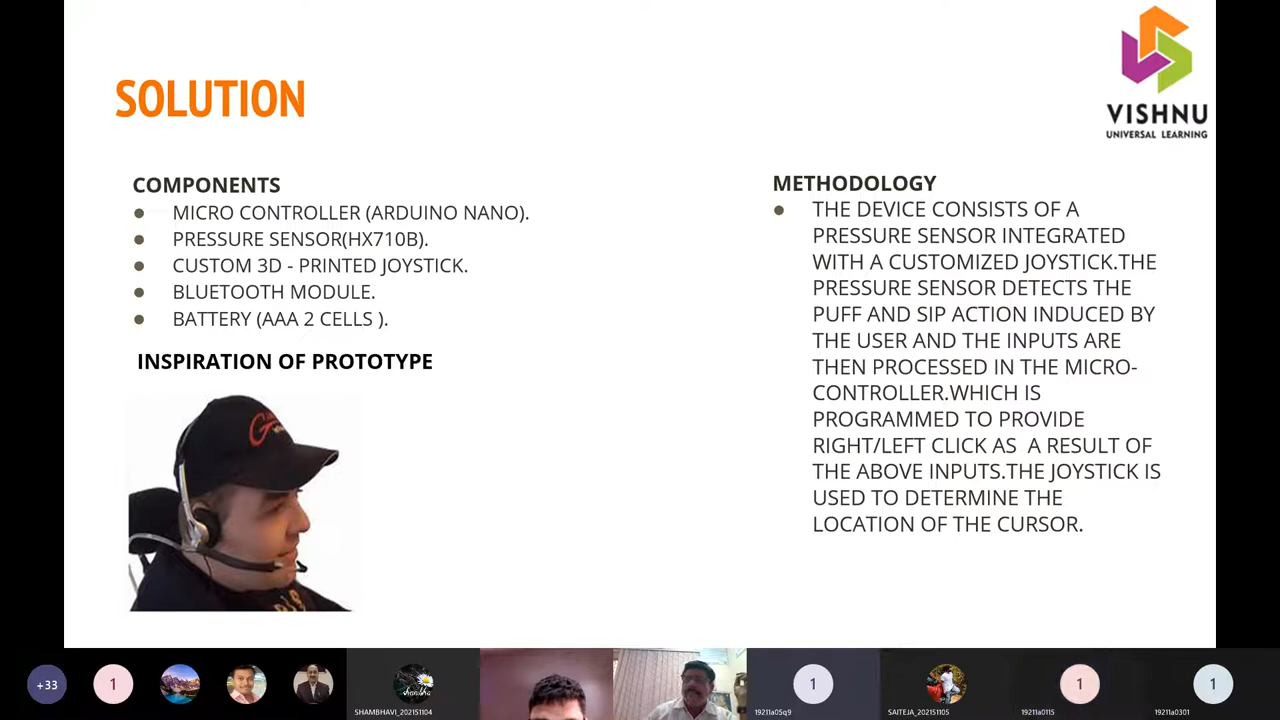 SOLUTION
VISHNU
UNIVERSAL LEARNING
COMPONENTS
● MICRO CONTROLLER (ARDUINO NANO).
● PRESSURE SENSOR(HX710B).
● CUSTOM 3D - PRINTED JOYSTICK.
● BLUETOOTH MODULE.
● BATTERY (AAA 2 CELLS ).
INSPIRATION OF PROTOTYPE
METHODOLOGY
● THE DEVICE CONSISTS OF A
PRESSURE SENSOR INTEGRATED
WITH A CUSTOMIZED JOYSTICK.THE
PRESSURE SENSOR DETECTS THE
PUFF AND SIP ACTION INDUCED BY
THE USER AND THE INPUTS ARE
THEN PROCESSED IN THE MICRO-
CONTROLLER.WHICH IS
PROGRAMMED TO PROVIDE
RIGHT/LEFT CLICK AS  A RESULT OF
THE ABOVE INPUTS.THE JOYSTICK IS
USED TO DETERMINE THE
LOCATION OF THE CURSOR.
+33
1
SHAMBHAVI_202151104
1
19211a05q9
SAITEJA_202151105
1
19211a0115
1
19211a0301